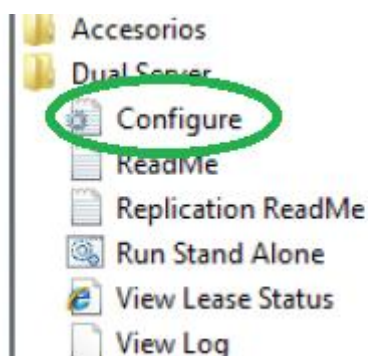 Accesorios
Dual Server
Configure
ReadMe
Replication ReadMe
Run Stand Alone
View Lease Status
View Log